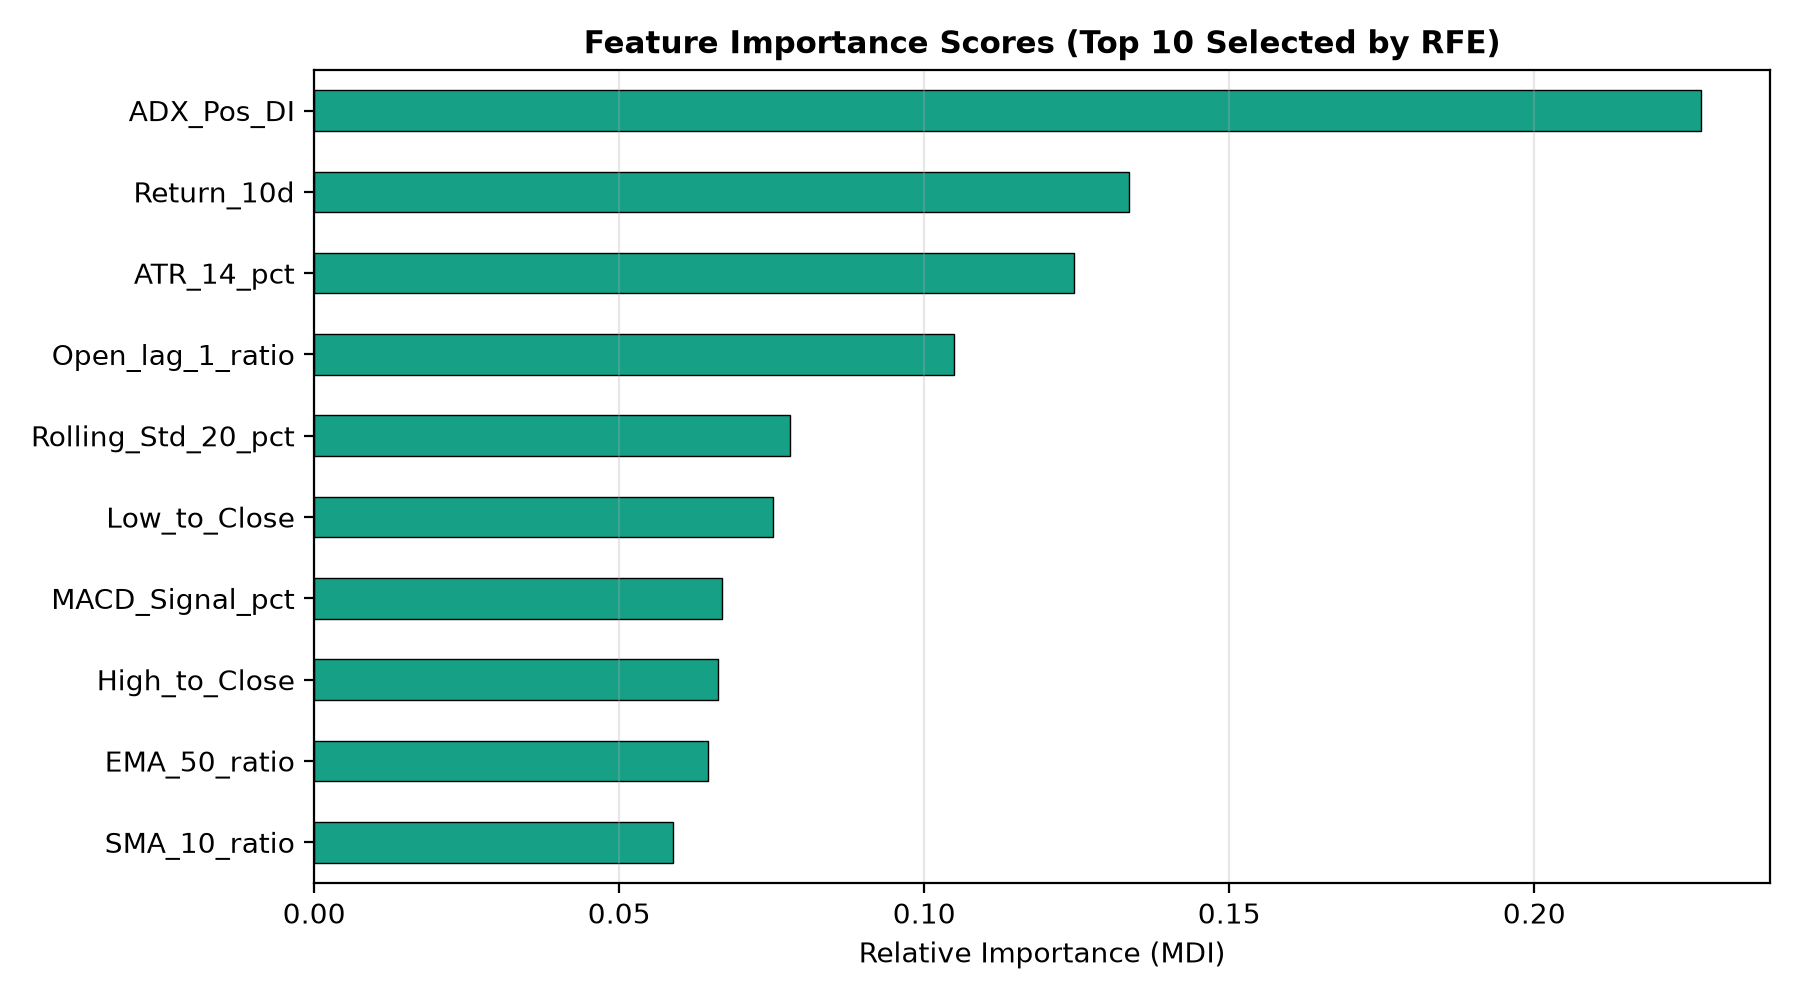 Feature Importance Scores (Top 10 Selected by RFE)
ADX_Pos_DI
Return_10d
ATR_14_pct
Open_lag_1_ratio
Rolling_Std_20_pct
Low_to_Close
MACD_Signal_pct
High_to_Close
EMA_50_ratio
SMA_10_ratio
0.00 0.05 0.10 0.15 0.20
Relative Importance (MDI)